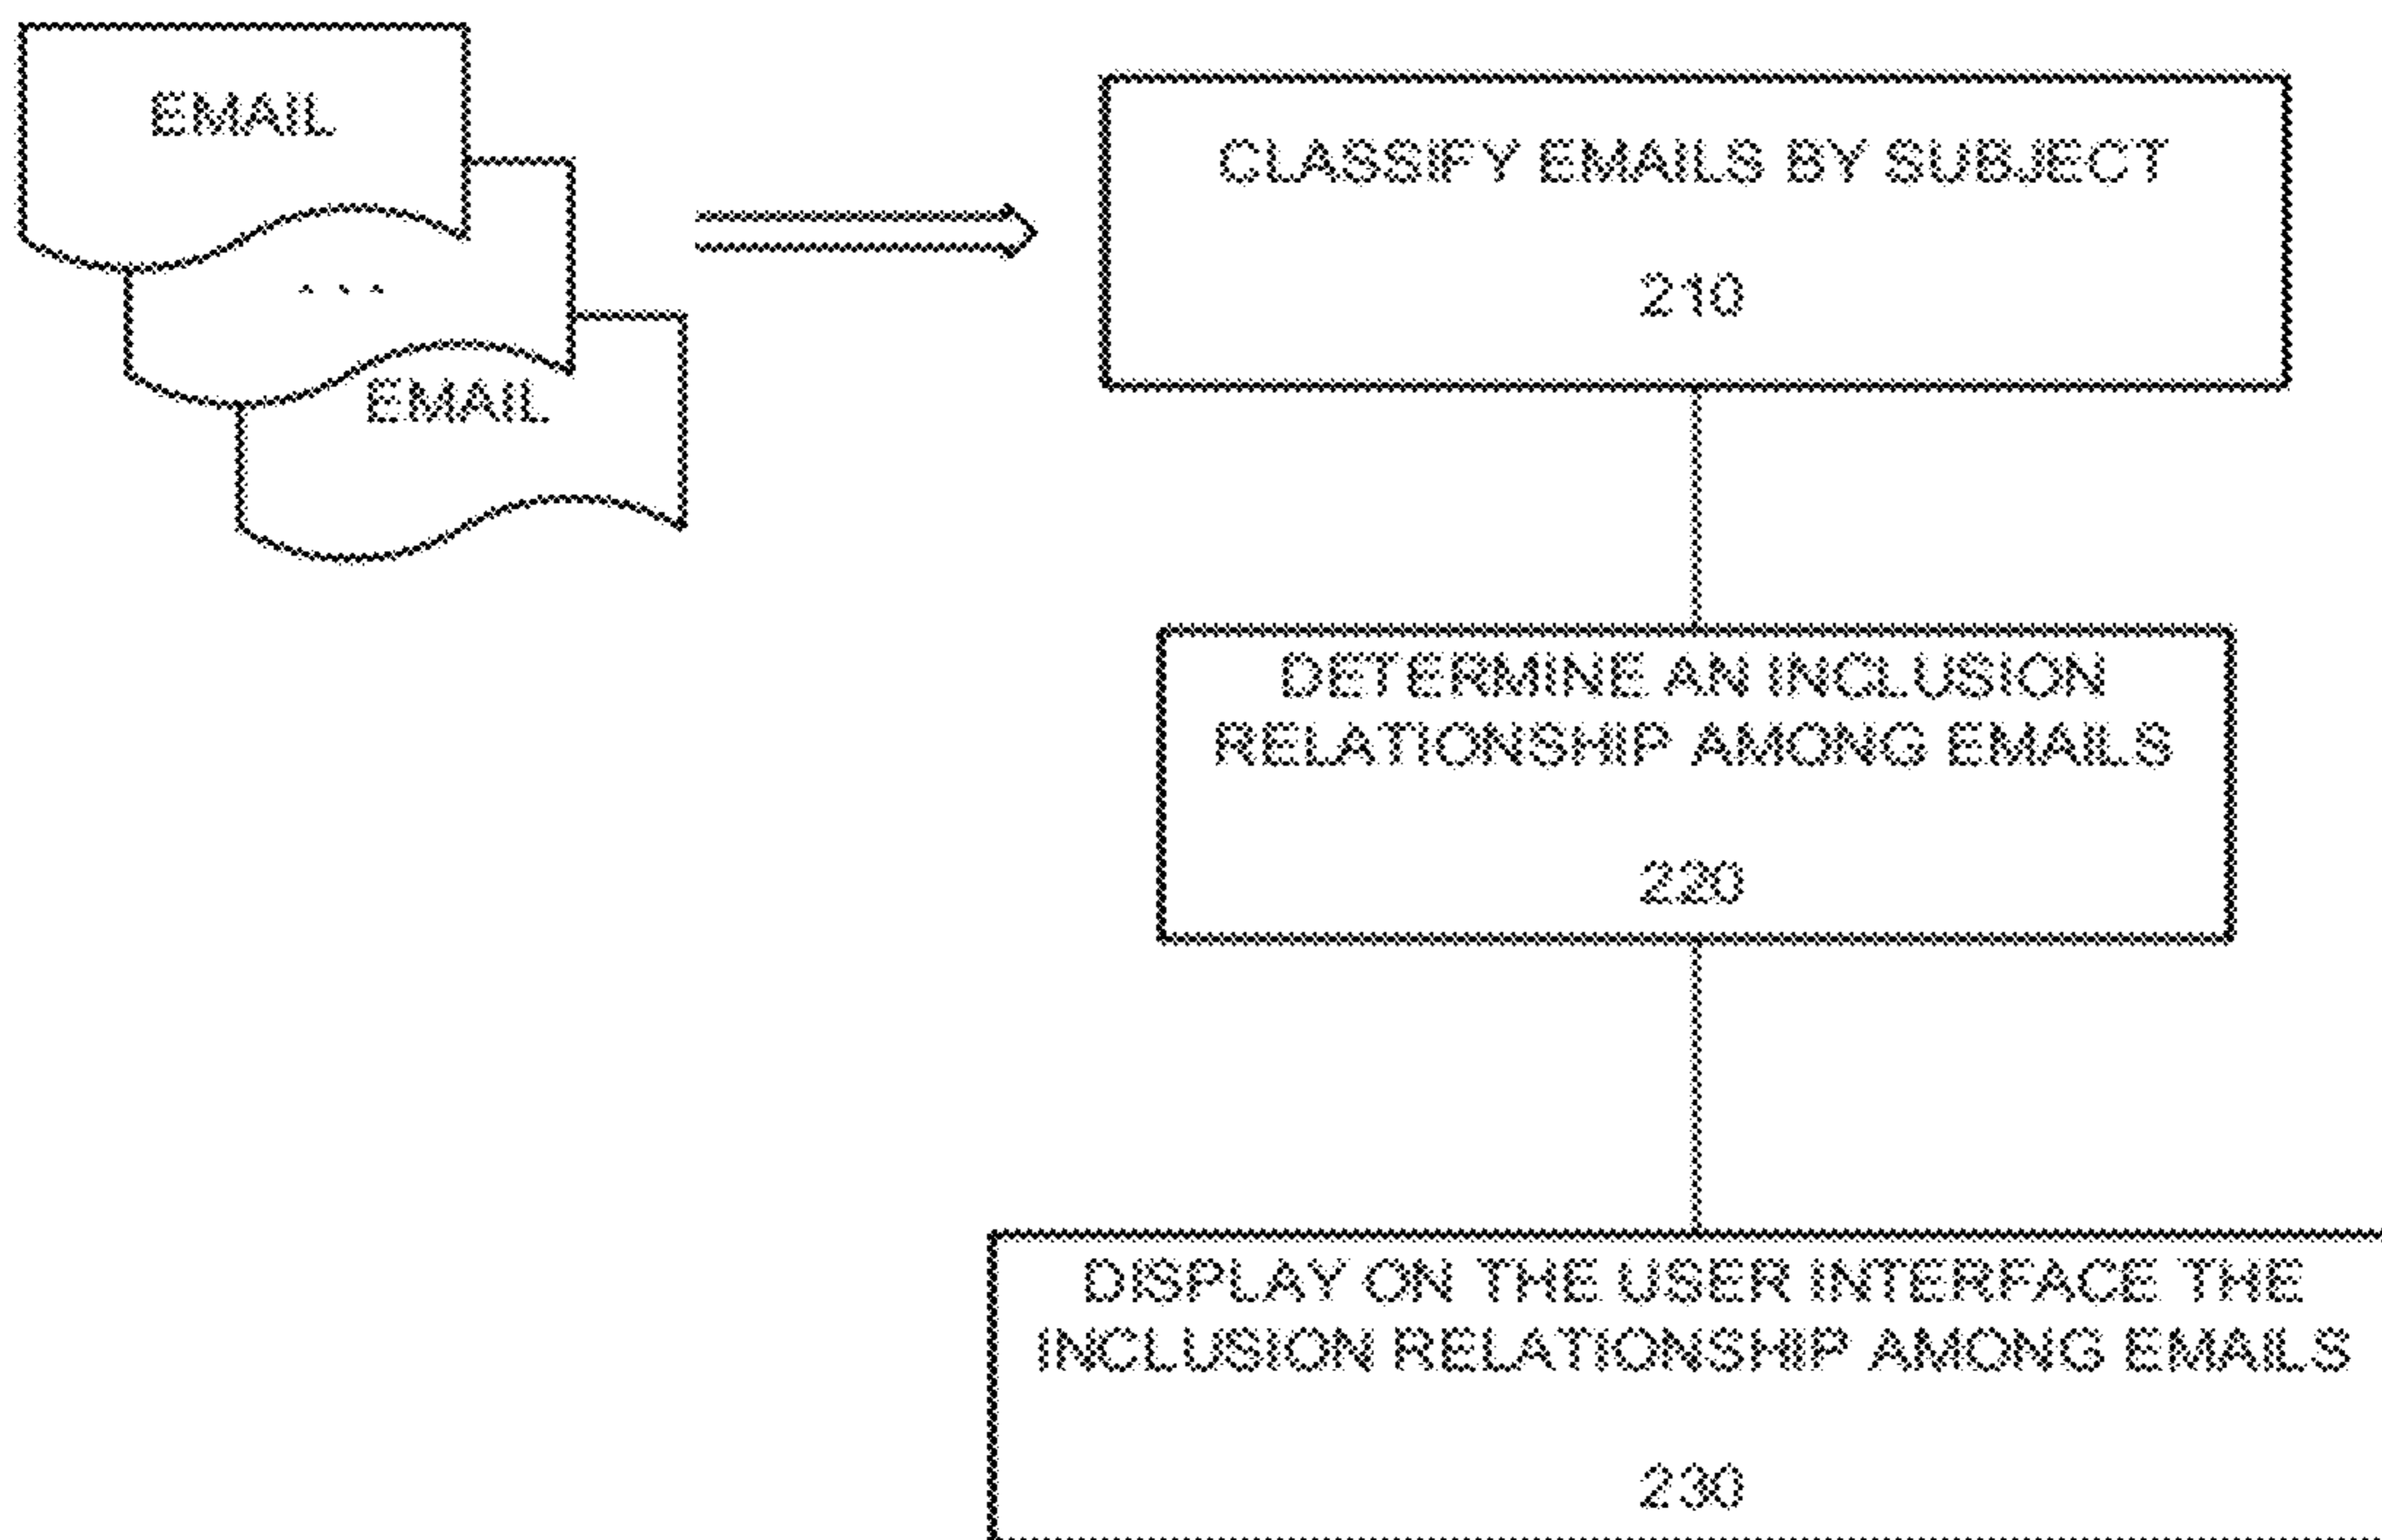 EMAIL
. . .
EMAIL
CLASSIFY EMAILS BY SUBJECT
210
DETERMINE AN INCLUSION
RELATIONSHIP AMONG EMAILS
220
DISPLAY ON THE USER INTERFACE THE
INCLUSION RELATIONSHIP AMONG EMAILS
230